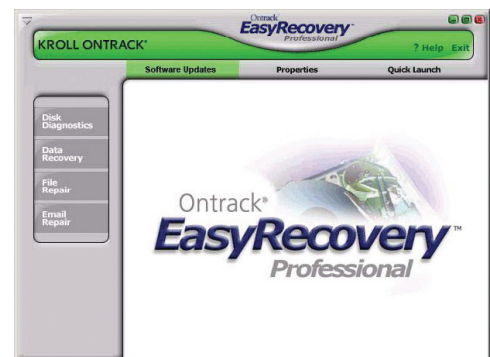 Ontrack
EasyRecovery™
Professional
KROLL ONTRACK®
? Help Exit
Software Updates Properties Quick Launch
Disk
Diagnostics
Data
Recovery
File
Repair
Email
Repair
Ontrack®
EasyRecovery™
Professional